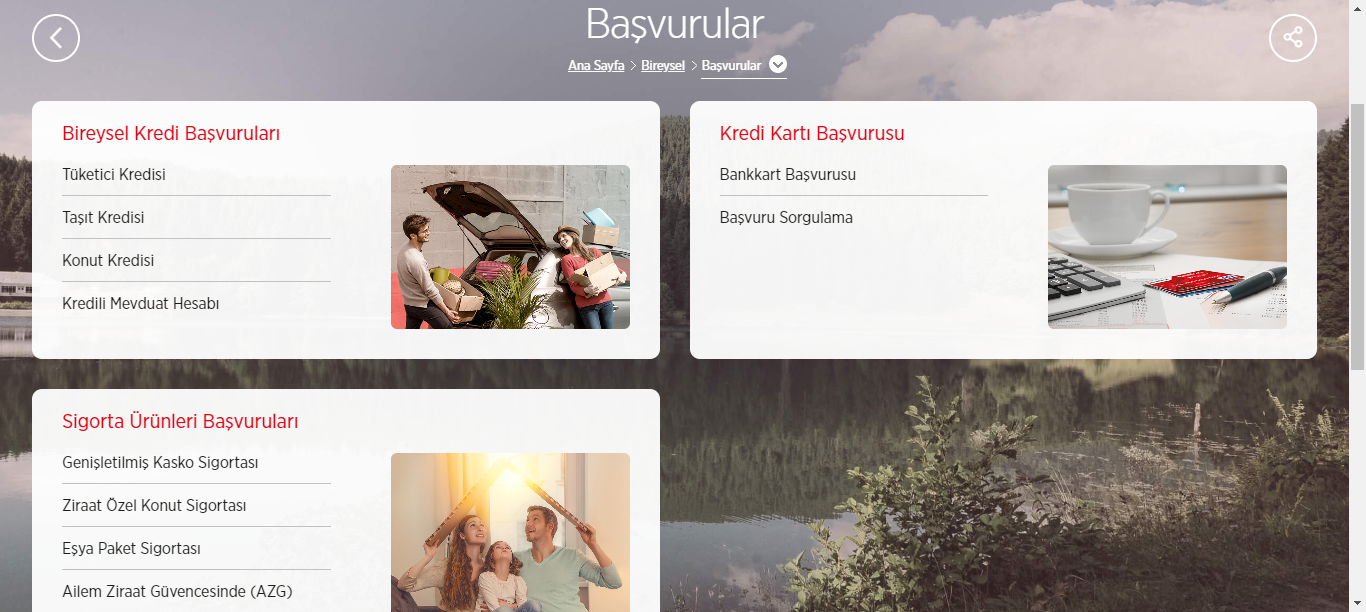 Başvurular
Ana Sayfa > Bireysel > Başvurular
Bireysel Kredi Başvuruları
Tüketici Kredisi
Taşıt Kredisi
Konut Kredisi
Kredili Mevduat Hesabı
Kredi Kartı Başvurusu
Bankkart Başvurusu
Başvuru Sorgulama
Sigorta Ürünleri Başvuruları
Genişletilmiş Kasko Sigortası
Ziraat Özel Konut Sigortası
Eşya Paket Sigortası
Ailem Ziraat Güvencesinde (AZG)